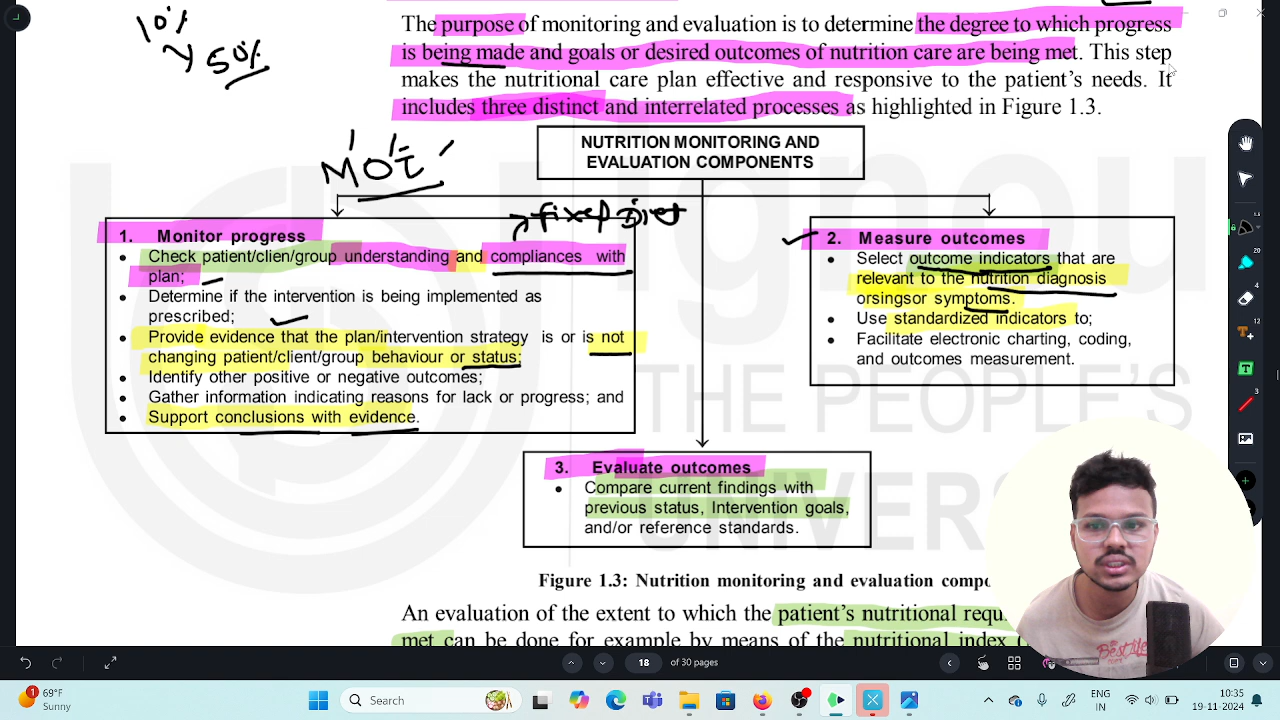 10%
50%
The purpose of monitoring and evaluation is to determine the degree to which progress
is being made and goals or desired outcomes of nutrition care are being met. This step
makes the nutritional care plan effective and responsive to the patient's needs. It
includes three distinct and interrelated processes as highlighted in Figure 1.3.
NUTRITION MONITORING AND
EVALUATION COMPONENTS
fixed diet
1. Monitor progress
• Check patient/clien/group understanding and compliances with
plan;
• Determine if the intervention is being implemented as
prescribed;
• Provide evidence that the plan/intervention strategy is or is not
changing patient/client/group behaviour or status;
• Identify other positive or negative outcomes;
• Gather information indicating reasons for lack or progress; and
• Support conclusions with evidence.
2. Measure outcomes
• Select outcome indicators that are
relevant to the nutrition diagnosis
orsingsor symptoms.
• Use standardized indicators to;
• Facilitate electronic charting, coding,
and outcomes measurement.
3. Evaluate outcomes
• Compare current findings with
previous status, Intervention goals,
and/or reference standards.
ignou
THE PEOPLE'S
UNIVERS
Figure 1.3: Nutrition monitoring and evaluation compo
An evaluation of the extent to which the patient's nutritional requ
met can be done for example by means of the nutritional index (
18 of 30 pages
69°F
Sunny
Search
ENG
IN
10:35
19-11-2024